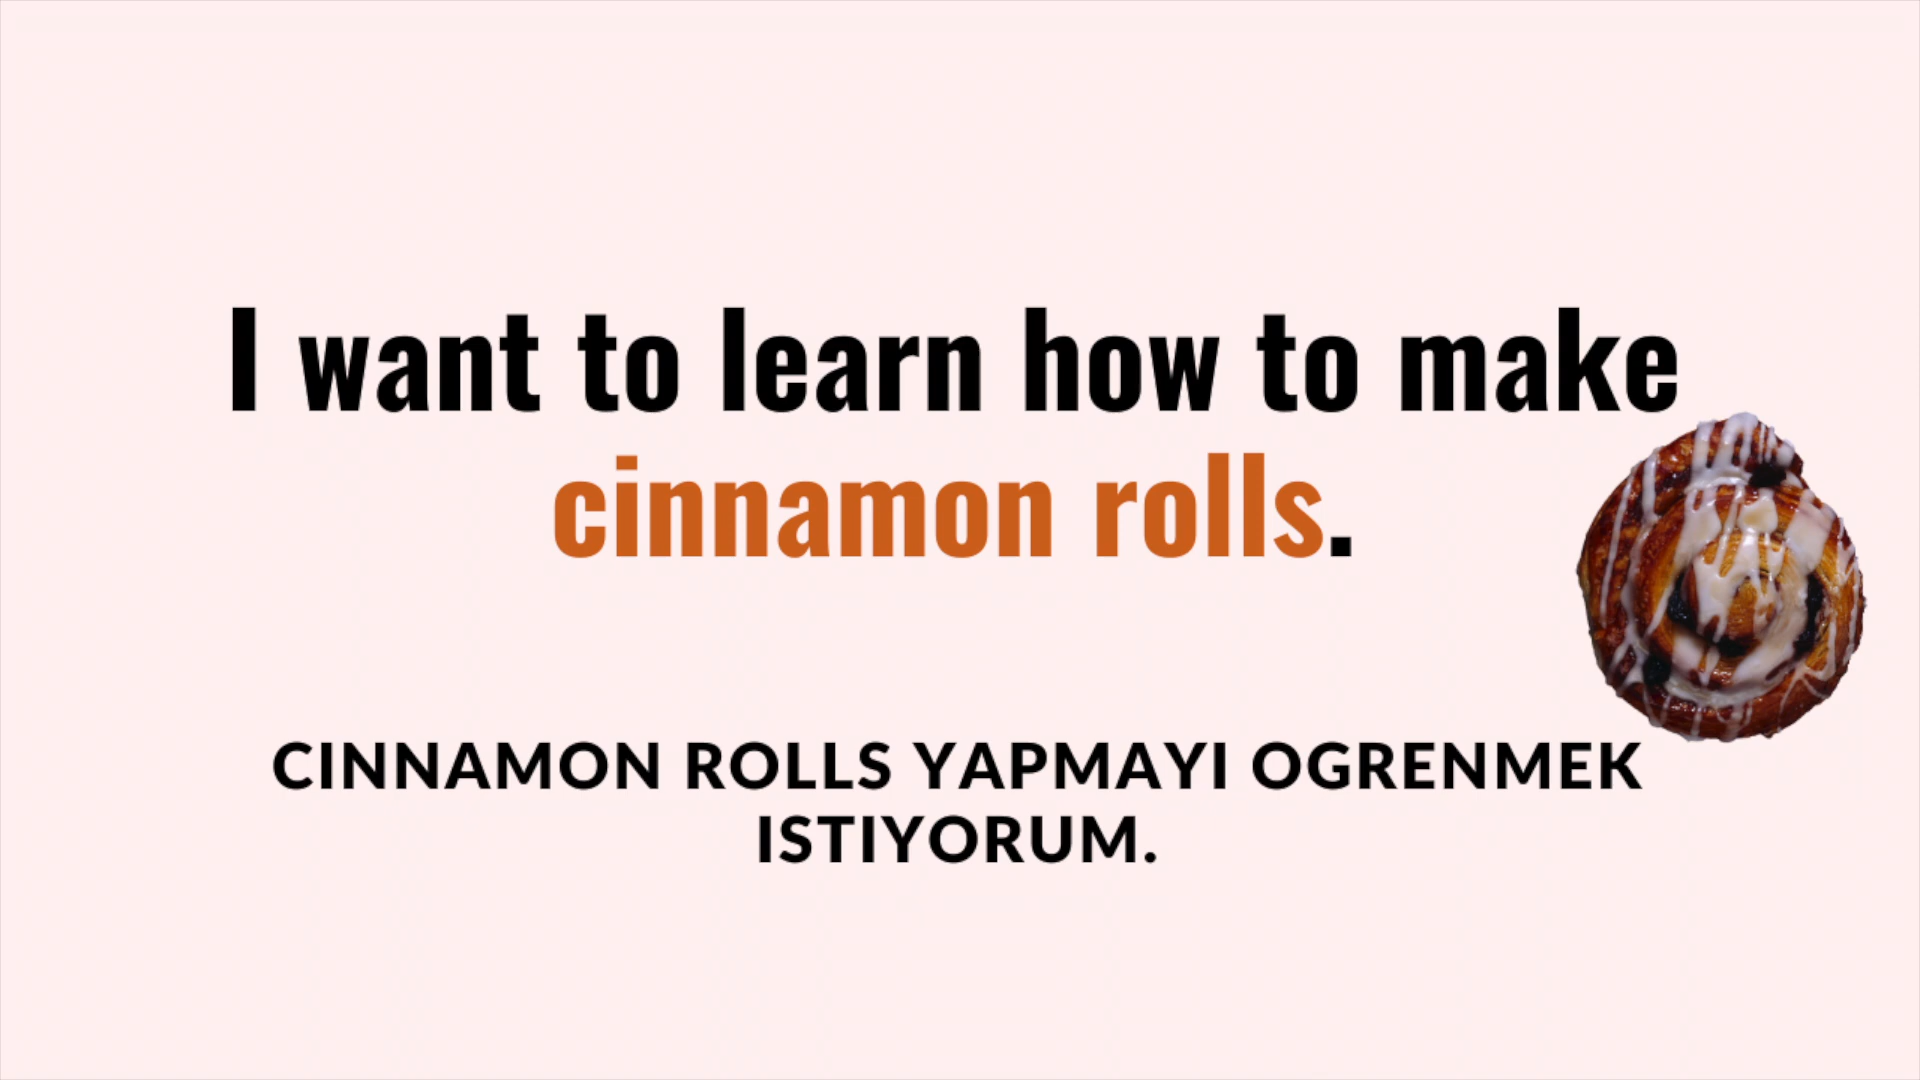 I want to learn how to make
cinnamon rolls.
CINNAMON ROLLS YAPMAYI OGRENMEK
ISTIYORUM.